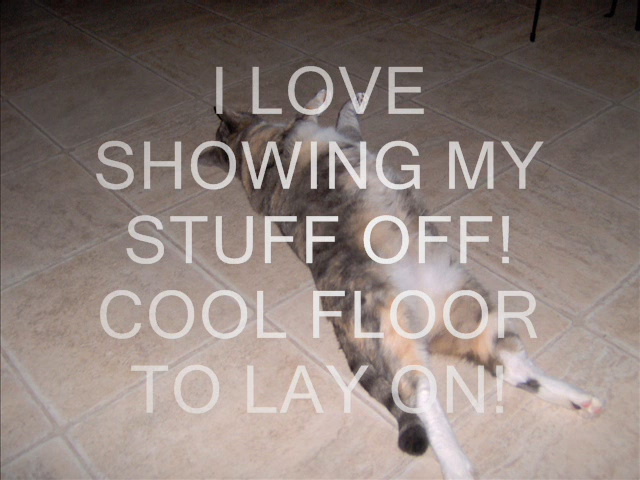 I LOVE
SHOWING MY
STUFF OFF!
COOL FLOOR
TO LAY ON!